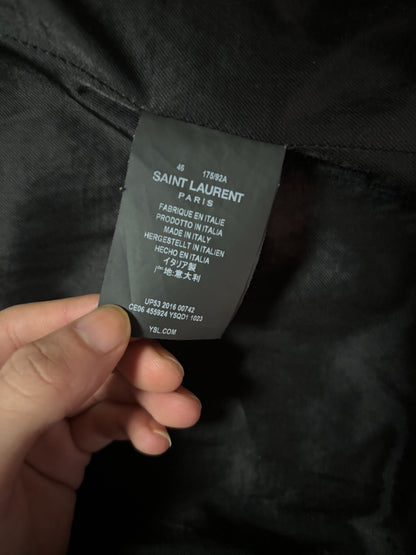 46 175/92A
SAINT LAURENT
PARIS
FABRIQUE EN ITALIE
PRODOTTO IN ITALIA
MADE IN ITALY
HERGESTELLT IN ITALIEN
HECHO EN ITALIA
イタリア製
产地:意大利
UP53 2016 00742
CE06 455924 Y5QD1 1023
YSL.COM